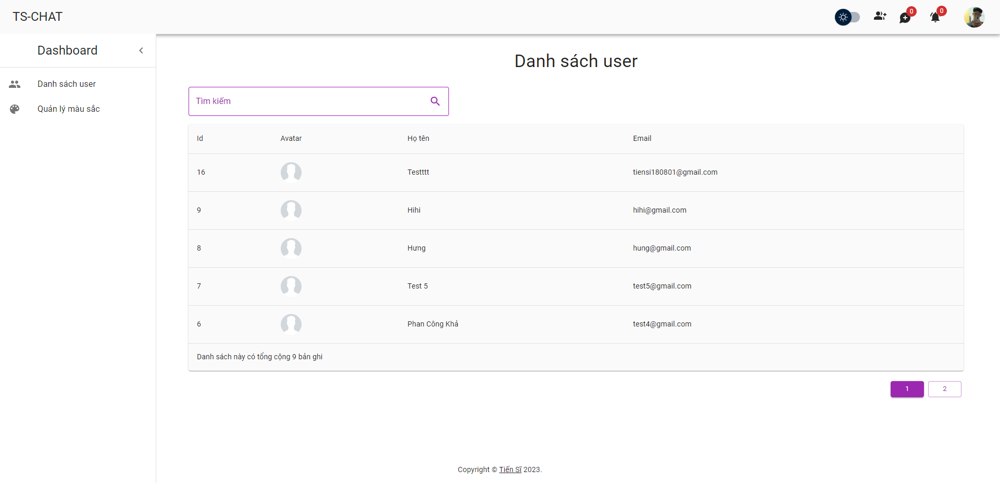 TS-CHAT
0
0
Dashboard
Danh sách user
Quản lý màu sắc
Danh sách user
Tìm kiếm
Id Avatar Họ tên Email
16 Testttt tiensi180801@gmail.com
9 Hihi hihi@gmail.com
8 Hưng hung@gmail.com
7 Test 5 test5@gmail.com
6 Phan Công Khả test4@gmail.com
Danh sách này có tổng cộng 9 bản ghi
1 2
Copyright © Tiến Sĩ 2023.